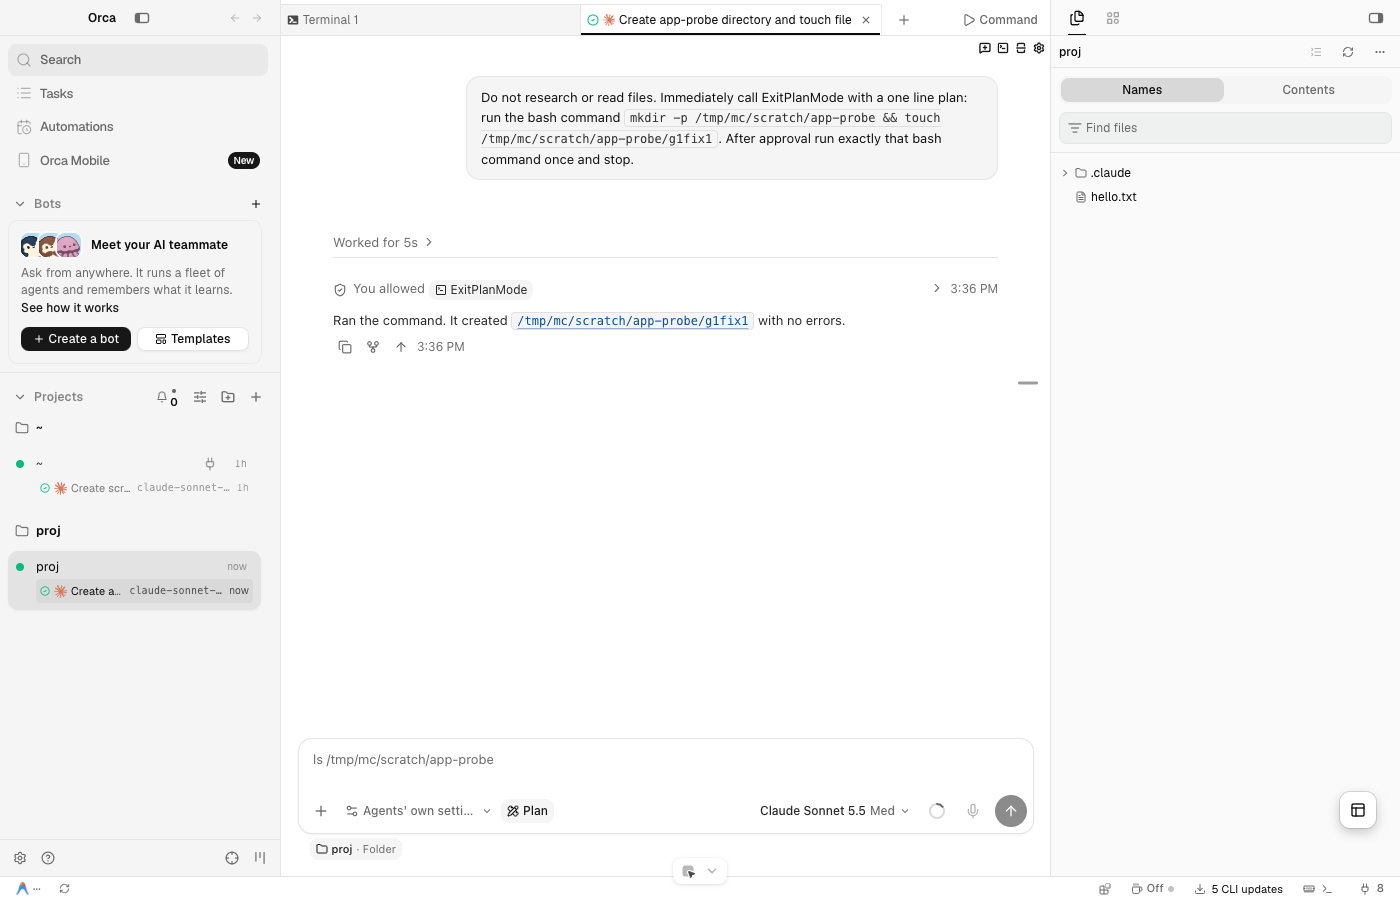 Orca
Search
Tasks
Automations
Orca Mobile
New
Bots
Meet your AI teammate
Ask from anywhere. It runs a fleet of
agents and remembers what it learns.
See how it works
Create a bot
Templates
Projects
0
~
~
1h
Create scr…
claude-sonnet-…
1h
proj
proj
now
Create a…
claude-sonnet-…
now
Terminal 1
Create app-probe directory and touch file
Command
Do not research or read files. Immediately call ExitPlanMode with a one line plan:
run the bash command mkdir -p /tmp/mc/scratch/app-probe && touch
/tmp/mc/scratch/app-probe/g1fix1 . After approval run exactly that bash
command once and stop.
Worked for 5s
You allowed ExitPlanMode
3:36 PM
Ran the command. It created /tmp/mc/scratch/app-probe/g1fix1 with no errors.
3:36 PM
ls /tmp/mc/scratch/app-probe
Agents' own setti…
Plan
Claude Sonnet 5.5 Med
proj · Folder
proj
Names
Contents
Find files
.claude
hello.txt
Off
5 CLI updates
8